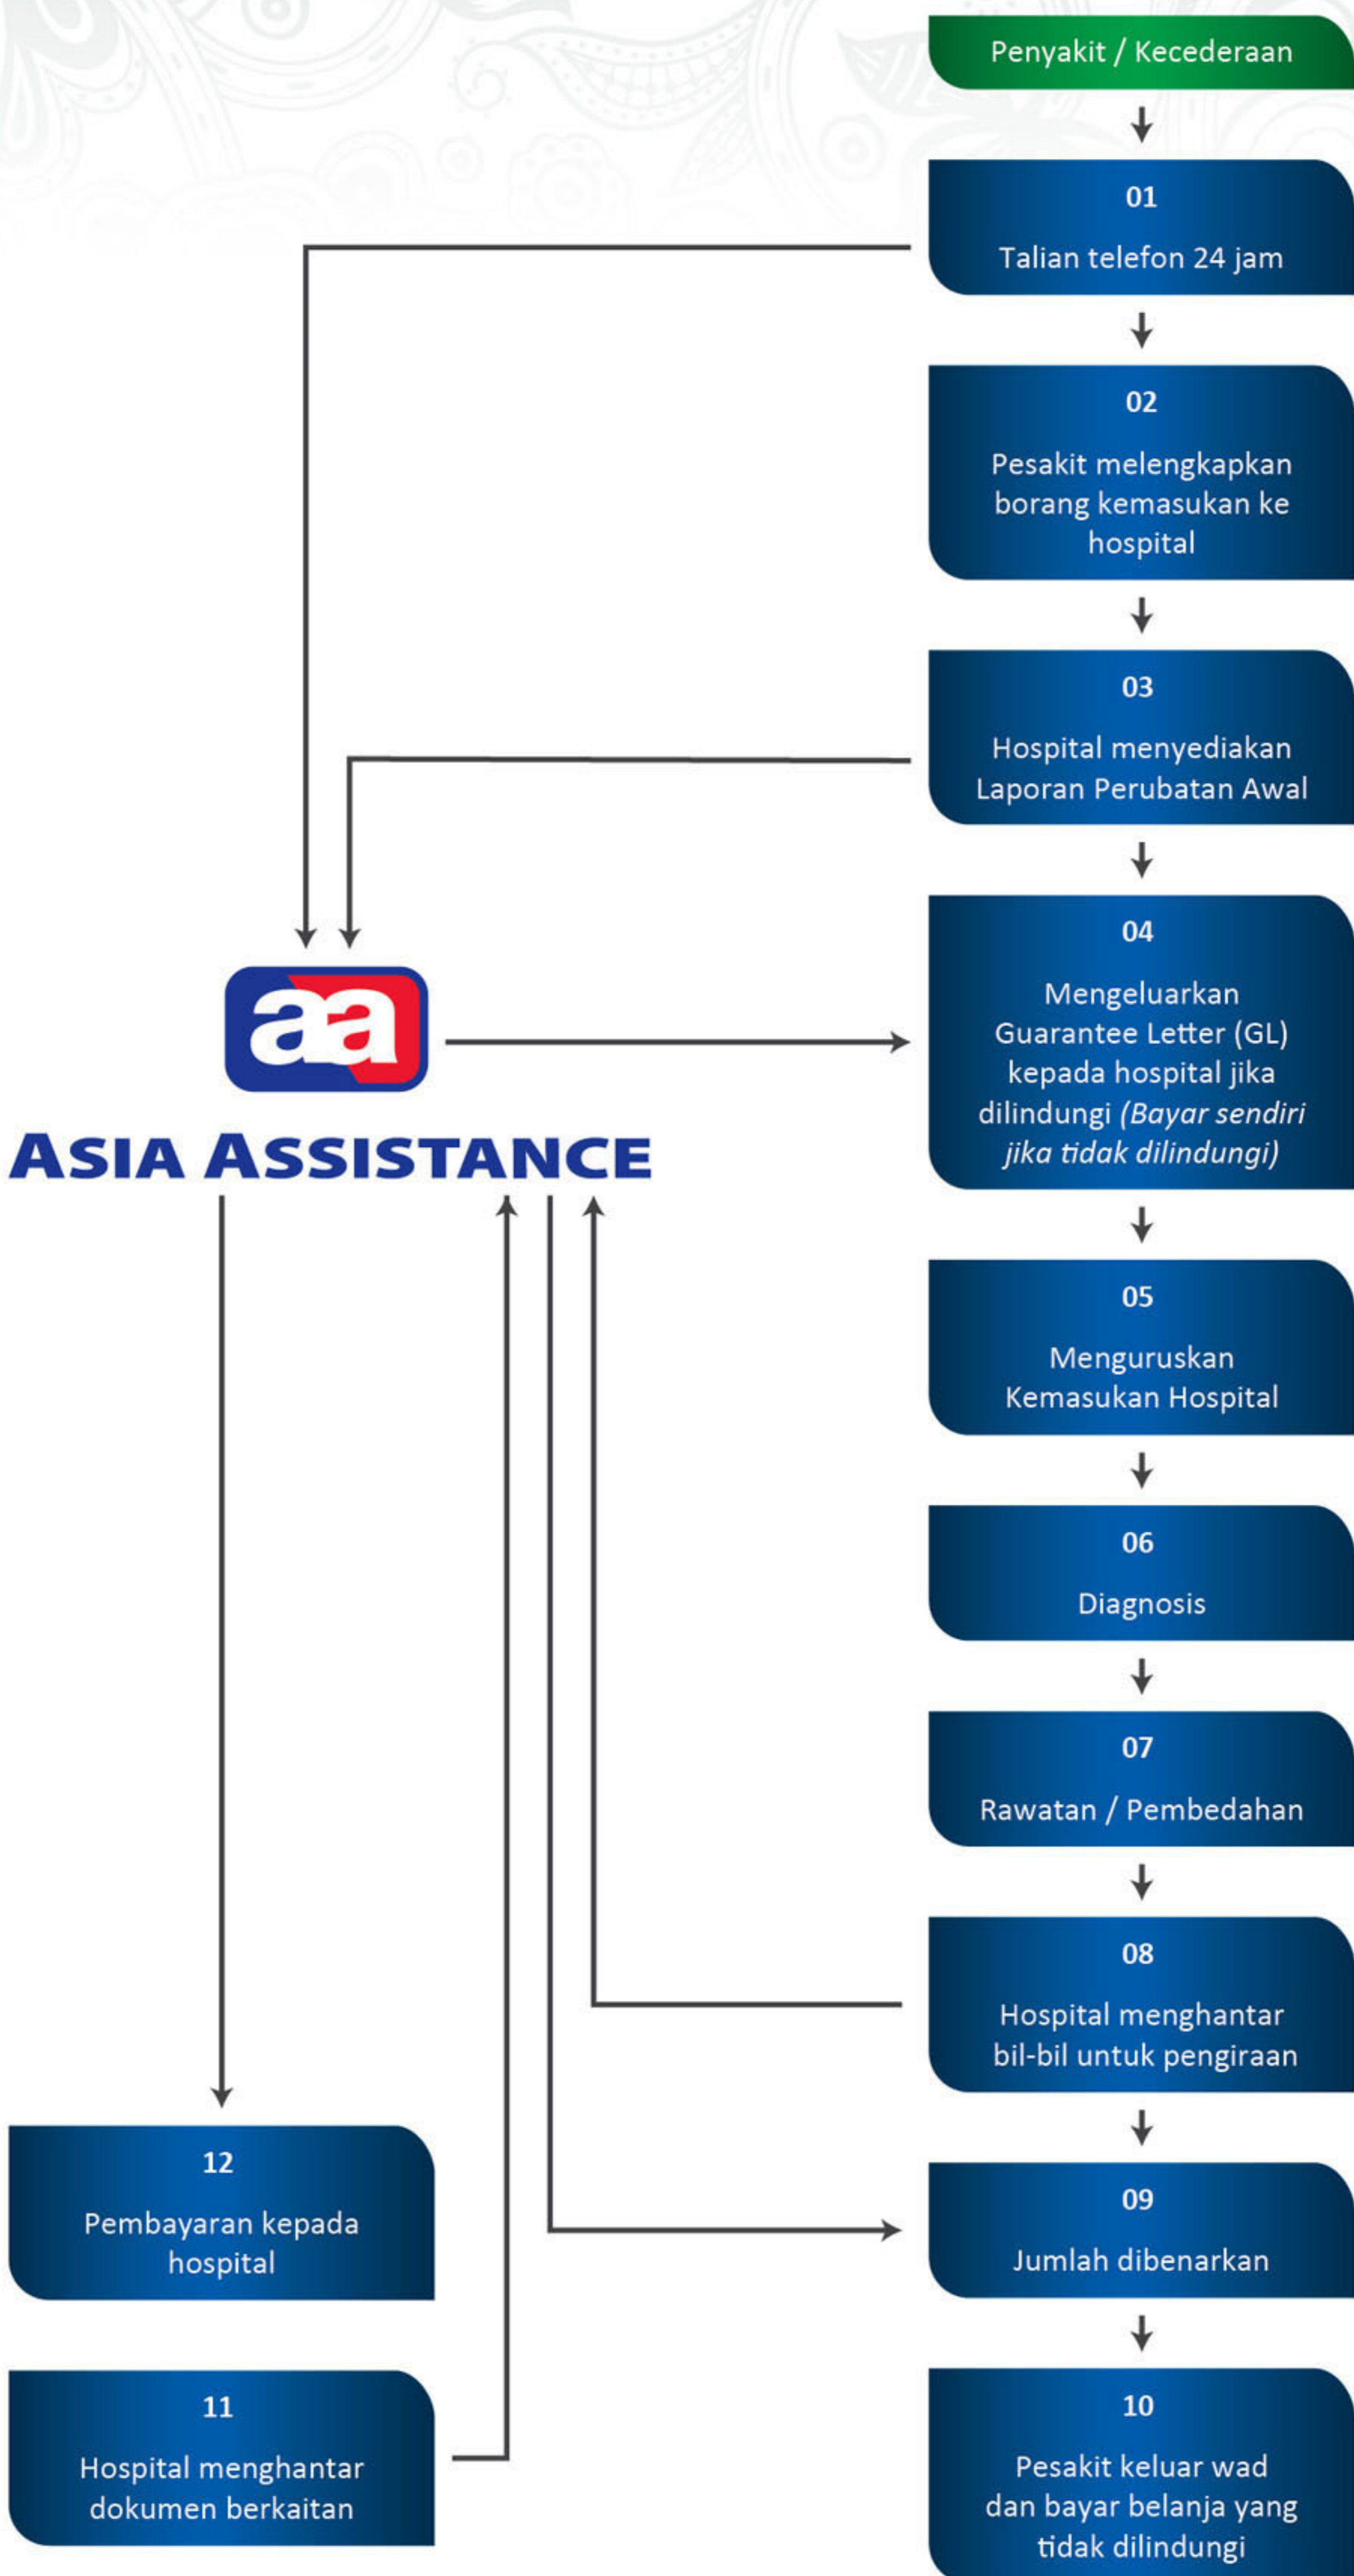 Penyakit / Kecederaan
01
Talian telefon 24 jam
02
Pesakit melengkapkan
borang kemasukan ke
hospital
03
Hospital menyediakan
Laporan Perubatan Awal
04
Mengeluarkan
Guarantee Letter (GL)
kepada hospital jika
dilindungi (Bayar sendiri
jika tidak dilindungi)
aa
ASIA ASSISTANCE
05
Menguruskan
Kemasukan Hospital
06
Diagnosis
07
Rawatan / Pembedahan
08
Hospital menghantar
bil-bil untuk pengiraan
09
Jumlah dibenarkan
10
Pesakit keluar wad
dan bayar belanja yang
tidak dilindungi
11
Hospital menghantar
dokumen berkaitan
12
Pembayaran kepada
hospital